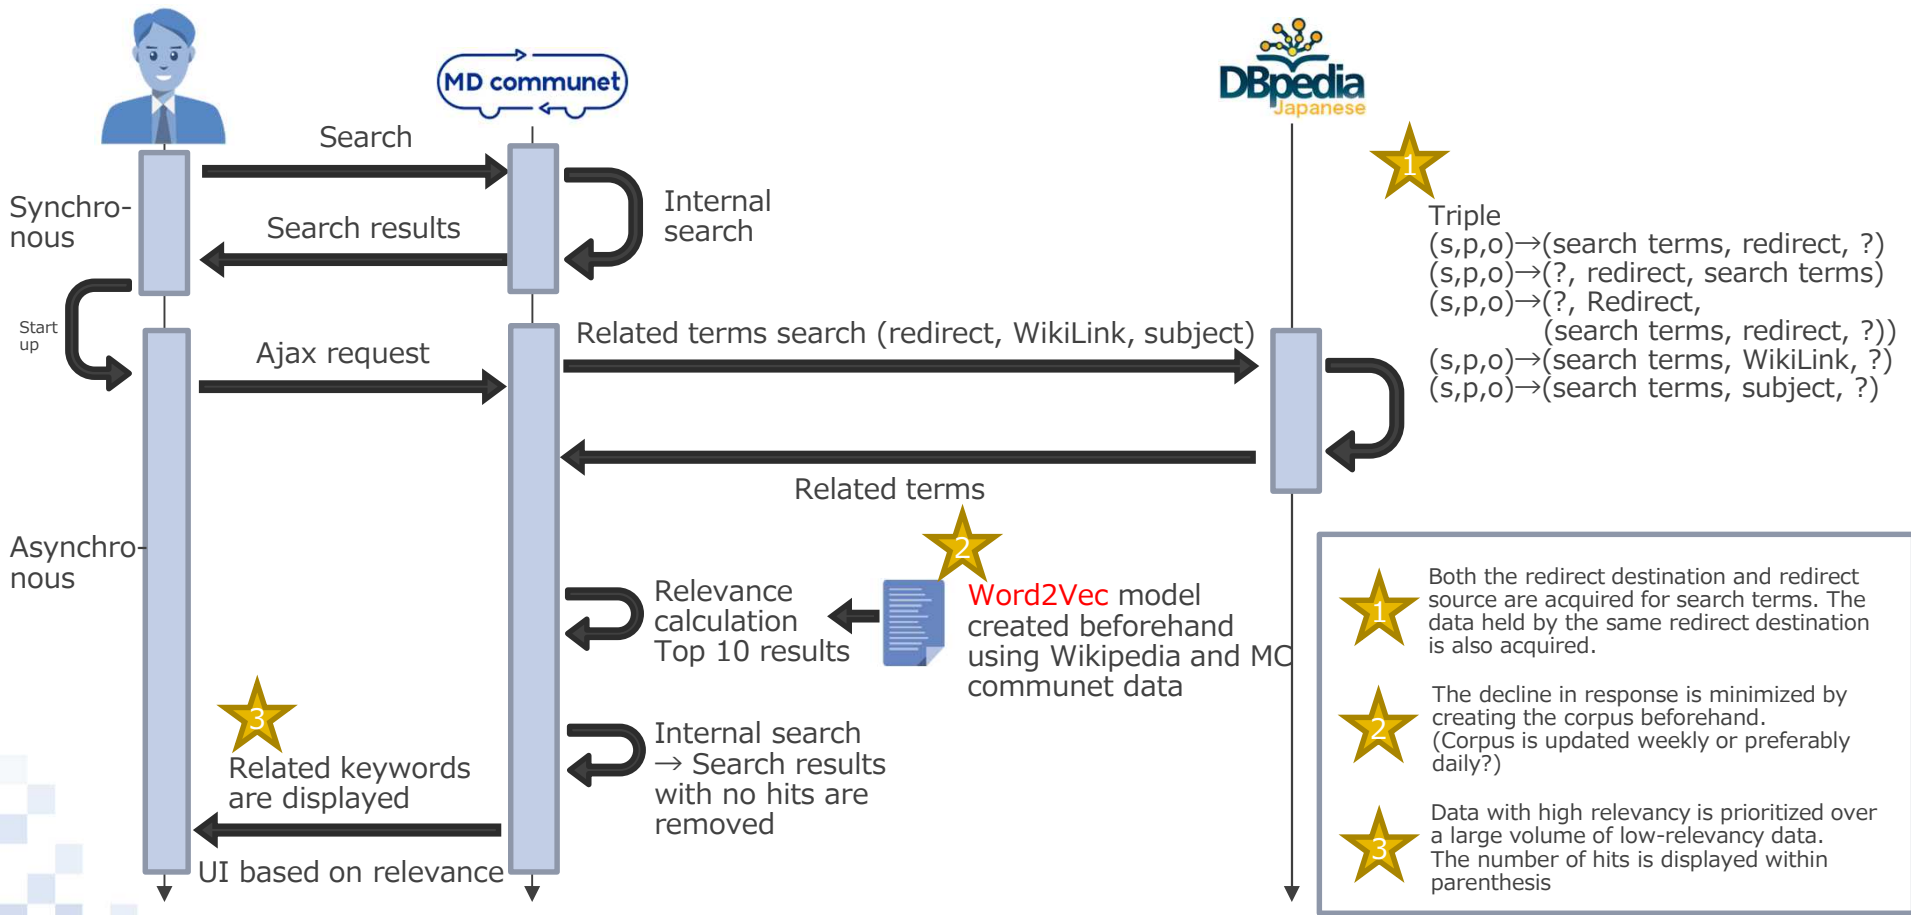 MD communet
DBpedia
Japanese
Search
1
Synchro-
nous
Search results
Internal
search
Triple
(s,p,o)→(search terms, redirect, ?)
(s,p,o)→(?, redirect, search terms)
(s,p,o)→(?, Redirect,
(search terms, redirect, ?))
(s,p,o)→(search terms, WikiLink, ?)
(s,p,o)→(search terms, subject, ?)
Start
up
Ajax request
Related terms search (redirect, WikiLink, subject)
Related terms
Asynchro-
nous
2
Relevance
calculation
Top 10 results
Word2Vec model
created beforehand
using Wikipedia and MC
communet data
3
Related keywords
are displayed
Internal search
→ Search results
with no hits are
removed
UI based on relevance
1
Both the redirect destination and redirect
source are acquired for search terms. The
data held by the same redirect destination
is also acquired.
2
The decline in response is minimized by
creating the corpus beforehand.
(Corpus is updated weekly or preferably
daily?)
3
Data with high relevancy is prioritized over
a large volume of low-relevancy data.
The number of hits is displayed within
parenthesis